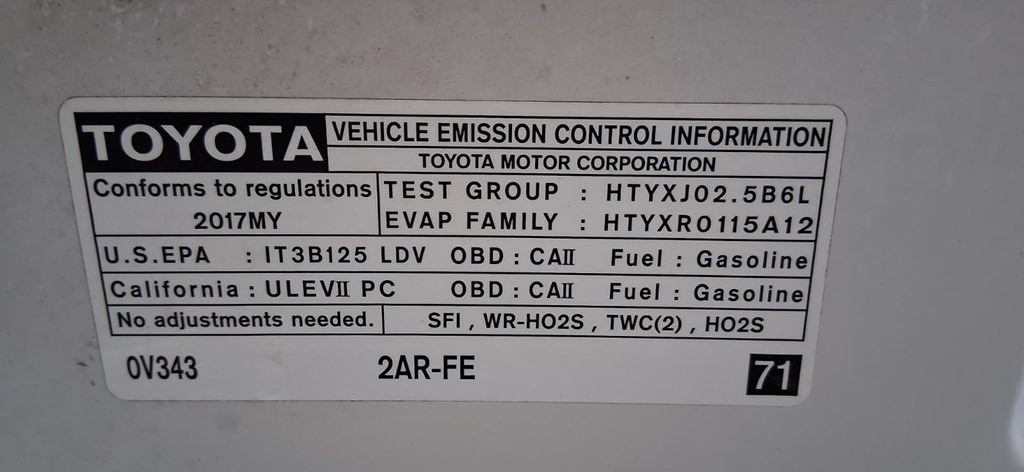 TOYOTA
VEHICLE EMISSION CONTROL INFORMATION
TOYOTA MOTOR CORPORATION
Conforms to regulations
2017MY
TEST GROUP : HTYXJ02.5B6L
EVAP FAMILY : HTYXR0115A12
U.S.EPA : IT3B125 LDV OBD : CAII Fuel : Gasoline
California : ULEVII PC OBD : CAII Fuel : Gasoline
No adjustments needed. SFI , WR-HO2S , TWC(2) , HO2S
0V343 2AR-FE 71